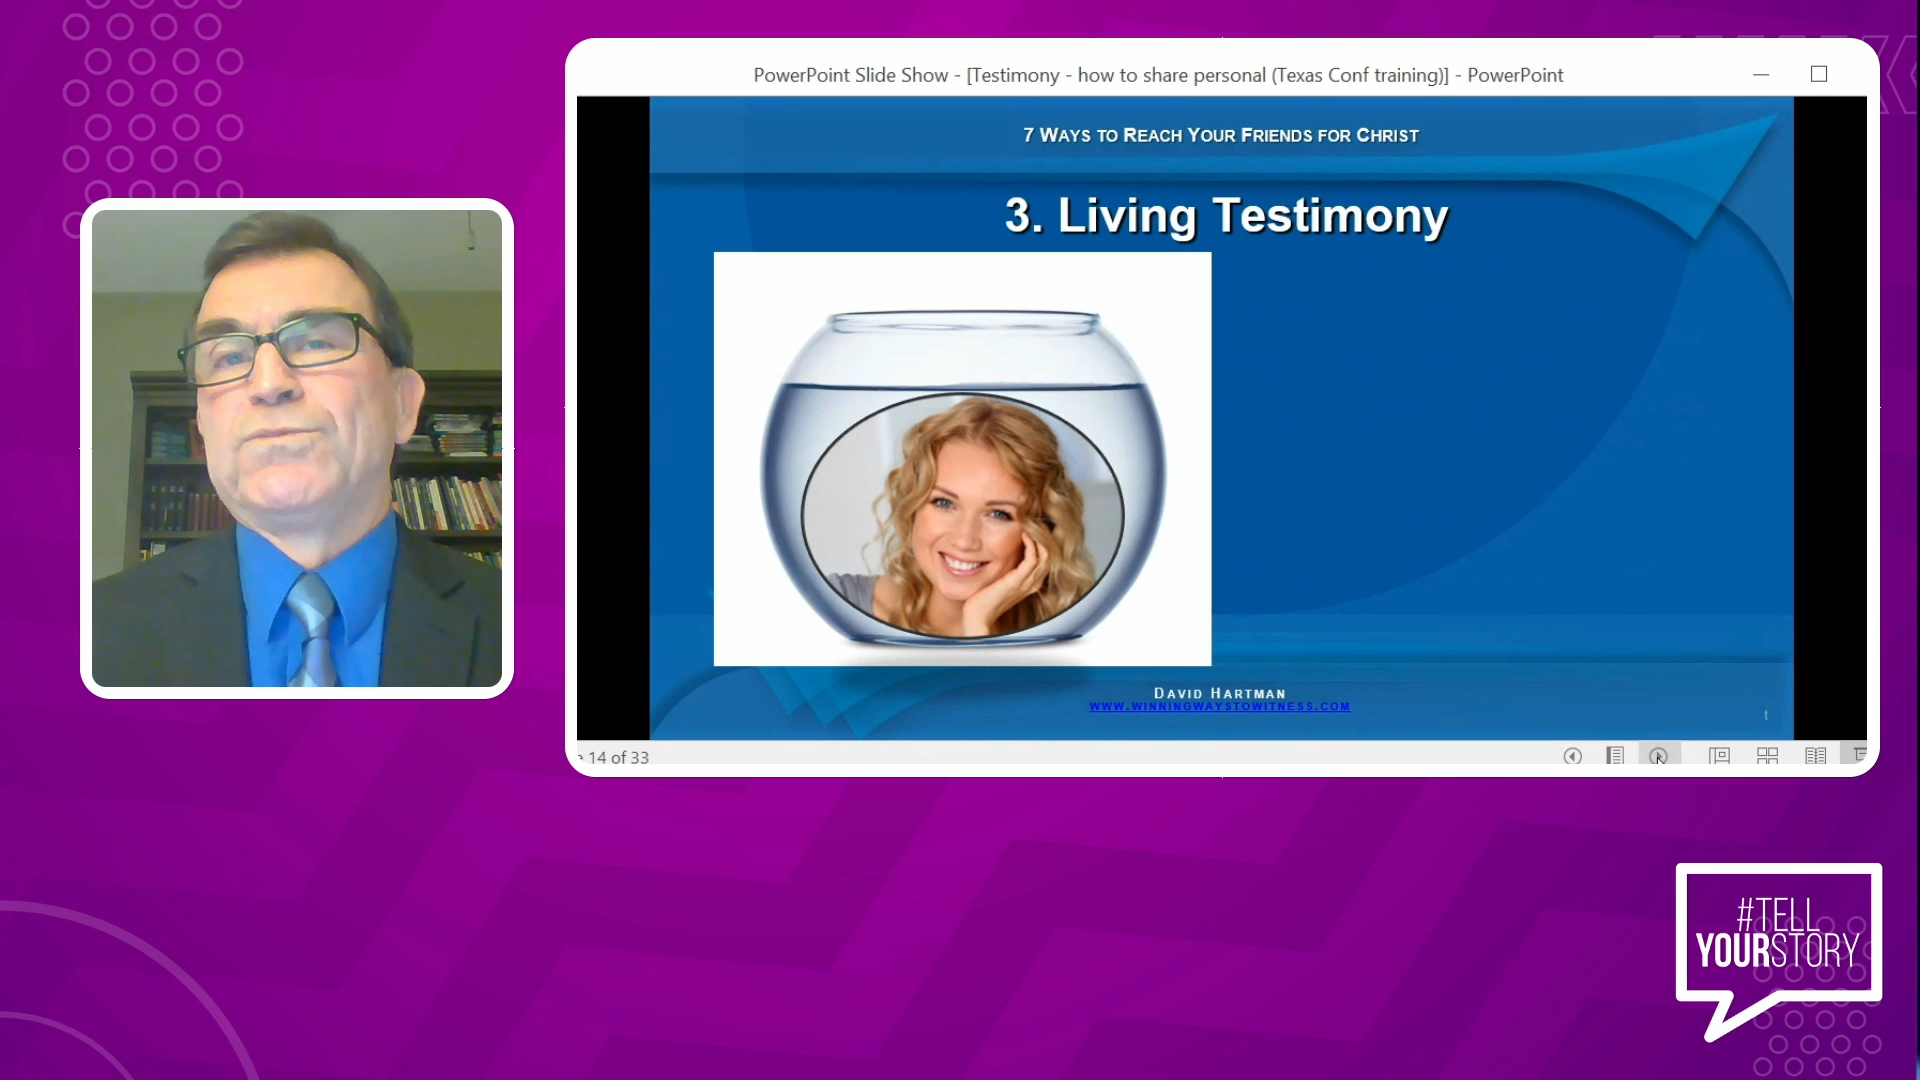 PowerPoint Slide Show - [Testimony - how to share personal (Texas Conf training)] - PowerPoint
7 WAYS TO REACH YOUR FRIENDS FOR CHRIST
3. Living Testimony
DAVID HARTMAN
WWW.WINNINGWAYSTOWITNESS.COM
t
14 of 33
#TELL
YOURSTORY